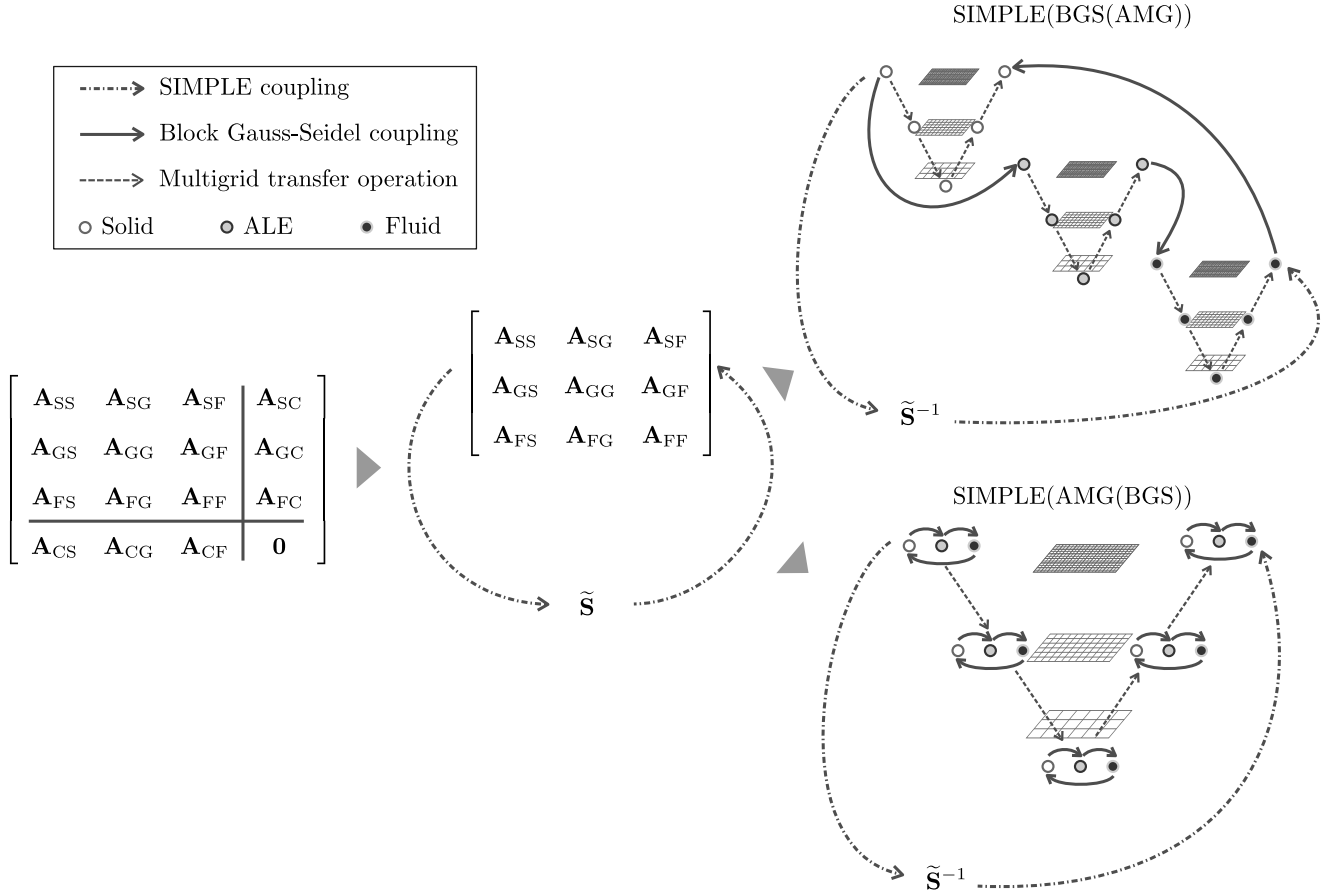 SIMPLE(BGS(AMG))
SIMPLE coupling
Block Gauss-Seidel coupling
Multigrid transfer operation
Solid ALE Fluid
A_SS A_SG A_SF A_SC
A_GS A_GG A_GF A_GC
A_FS A_FG A_FF A_FC
A_CS A_CG A_CF 0
A_SS A_SG A_SF
A_GS A_GG A_GF
A_FS A_FG A_FF
S̃
S̃⁻¹
SIMPLE(AMG(BGS))
S̃⁻¹